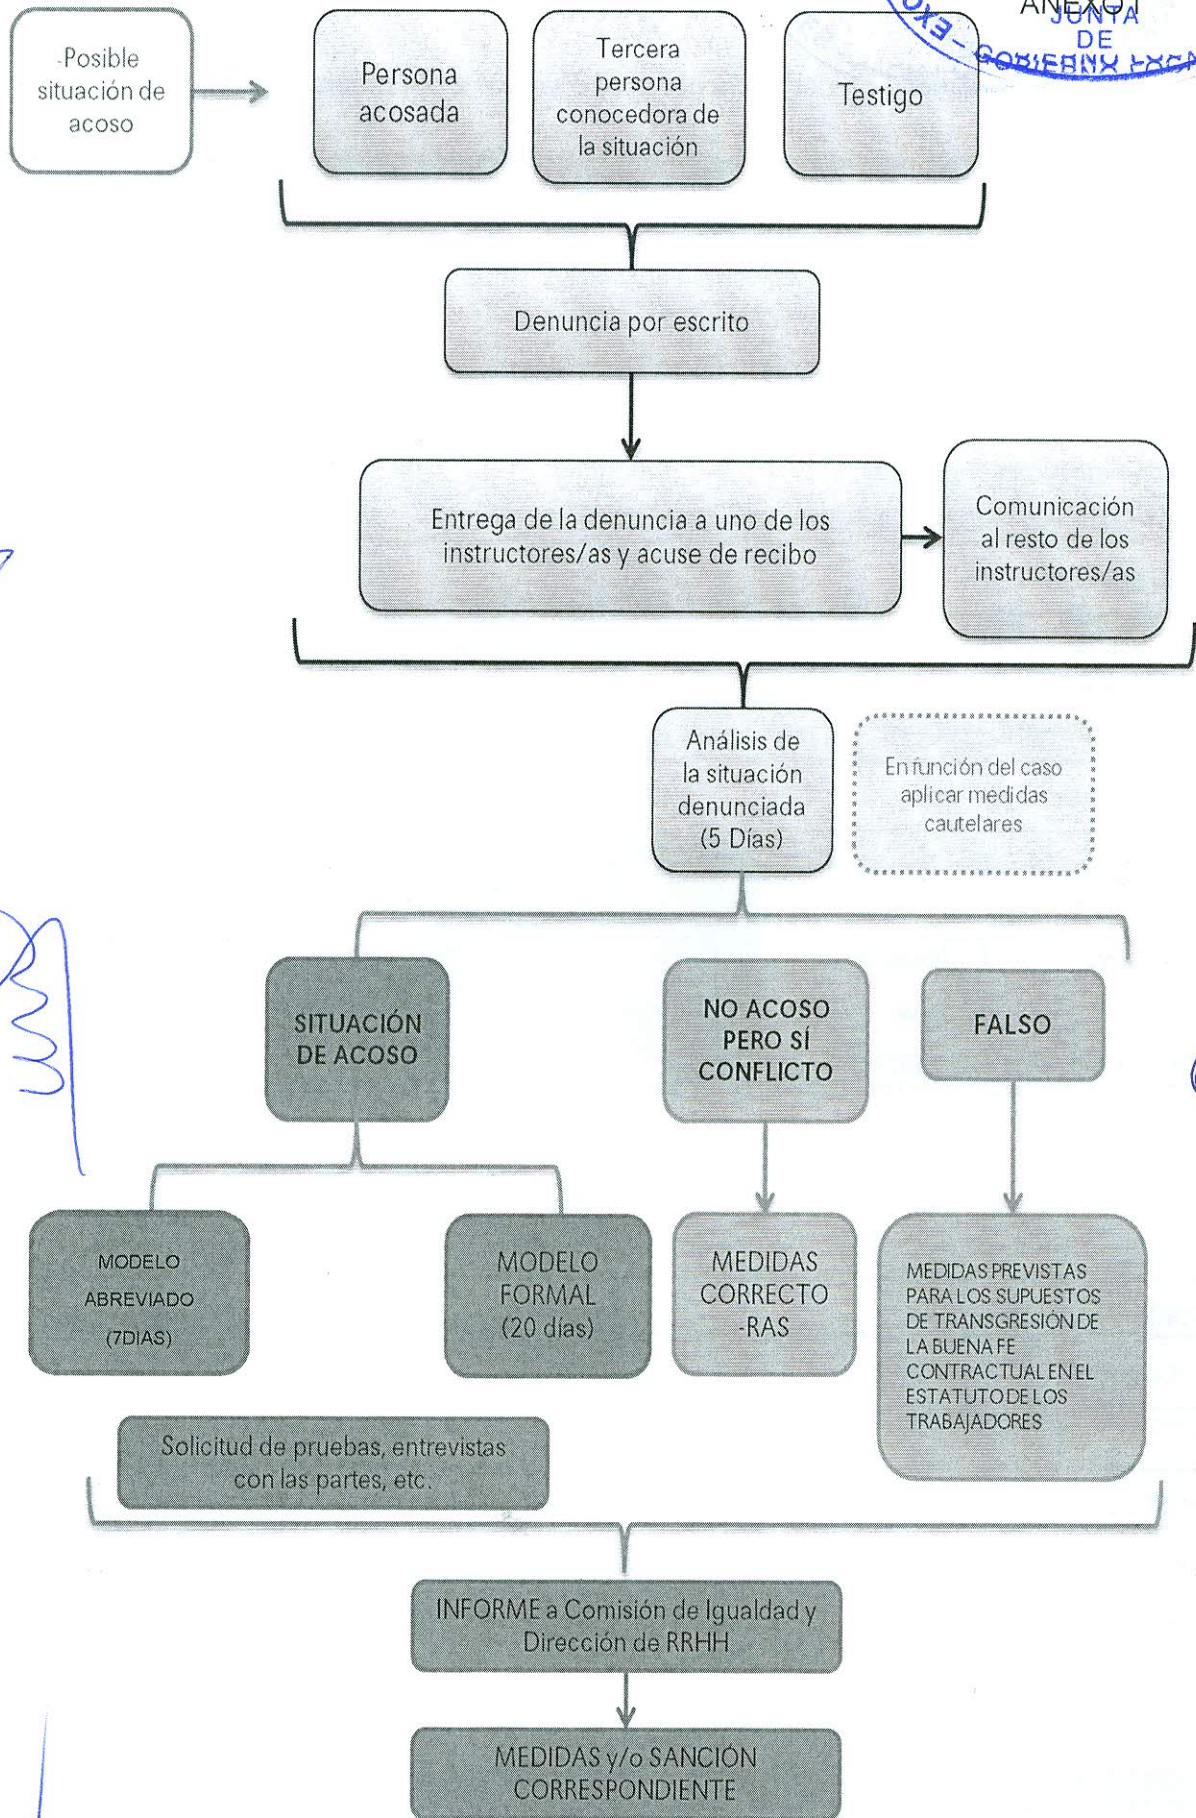 ANEXO I
JUNTA
DE
-Posible
situación de
acoso
Persona
acosada
Tercera
persona
conocedora de
la situación
Testigo
Denuncia por escrito
Entrega de la denuncia a uno de los
instructores/as y acuse de recibo
Comunicación
al resto de los
instructores/as
Análisis de
la situación
denunciada
(5 Días)
En función del caso
aplicar medidas
cautelares
SITUACIÓN
DE ACOSO
NO ACOSO
PERO SÍ
CONFLICTO
FALSO
MODELO
ABREVIADO
(7DIAS)
MODELO
FORMAL
(20 días)
MEDIDAS
CORRECTO
-RAS
MEDIDAS PREVISTAS
PARA LOS SUPUESTOS
DE TRANSGRESIÓN DE
LA BUENA FE
CONTRACTUAL EN EL
ESTATUTO DE LOS
TRABAJADORES
Solicitud de pruebas, entrevistas
con las partes, etc.
INFORME a Comisión de Igualdad y
Dirección de RRHH
MEDIDAS y/o SANCIÓN
CORRESPONDIENTE